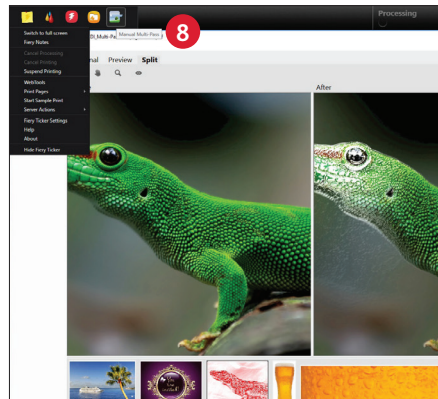 Processing
Manual Multi-Pass
8
Switch to full screen
Fiery Notes
Cancel Processing
Cancel Printing
Suspend Printing
WebTools
Print Pages
Start Sample Print
Server Actions
Fiery Ticker Settings
Help
About
Hide Fiery Ticker
Preview Split
After